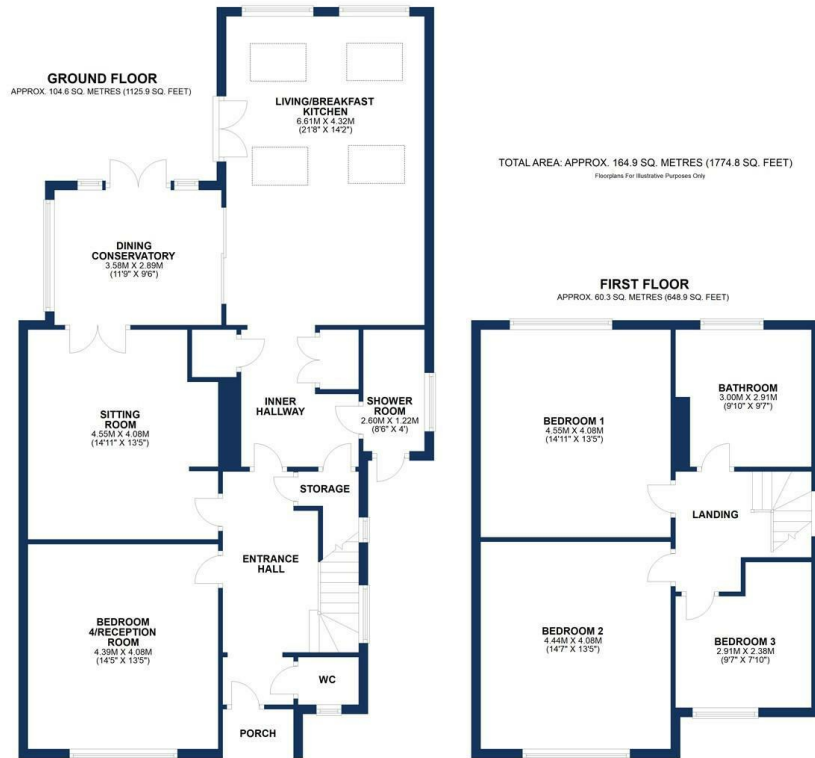 GROUND FLOOR
APPROX. 104.6 SQ. METRES (1125.9 SQ. FEET)
LIVING/BREAKFAST
KITCHEN
6.61M X 4.32M
(21'8" X 14'2")
DINING
CONSERVATORY
3.58M X 2.89M
(11'9" X 9'6")
SITTING
ROOM
4.55M X 4.08M
(14'11" X 13'5")
INNER
HALLWAY
SHOWER
ROOM
2.60M X 1.22M
(8'6" X 4')
STORAGE
ENTRANCE
HALL
BEDROOM
4/RECEPTION
ROOM
4.39M X 4.08M
(14'5" X 13'5")
WC
PORCH
TOTAL AREA: APPROX. 164.9 SQ. METRES (1774.8 SQ. FEET)
Floorplans For Illustrative Purposes Only
FIRST FLOOR
APPROX. 60.3 SQ. METRES (648.9 SQ. FEET)
BEDROOM 1
4.55M X 4.08M
(14'11" X 13'5")
BATHROOM
3.00M X 2.91M
(9'10" X 9'7")
LANDING
BEDROOM 2
4.44M X 4.08M
(14'7" X 13'5")
BEDROOM 3
2.91M X 2.38M
(9'7" X 7'10")